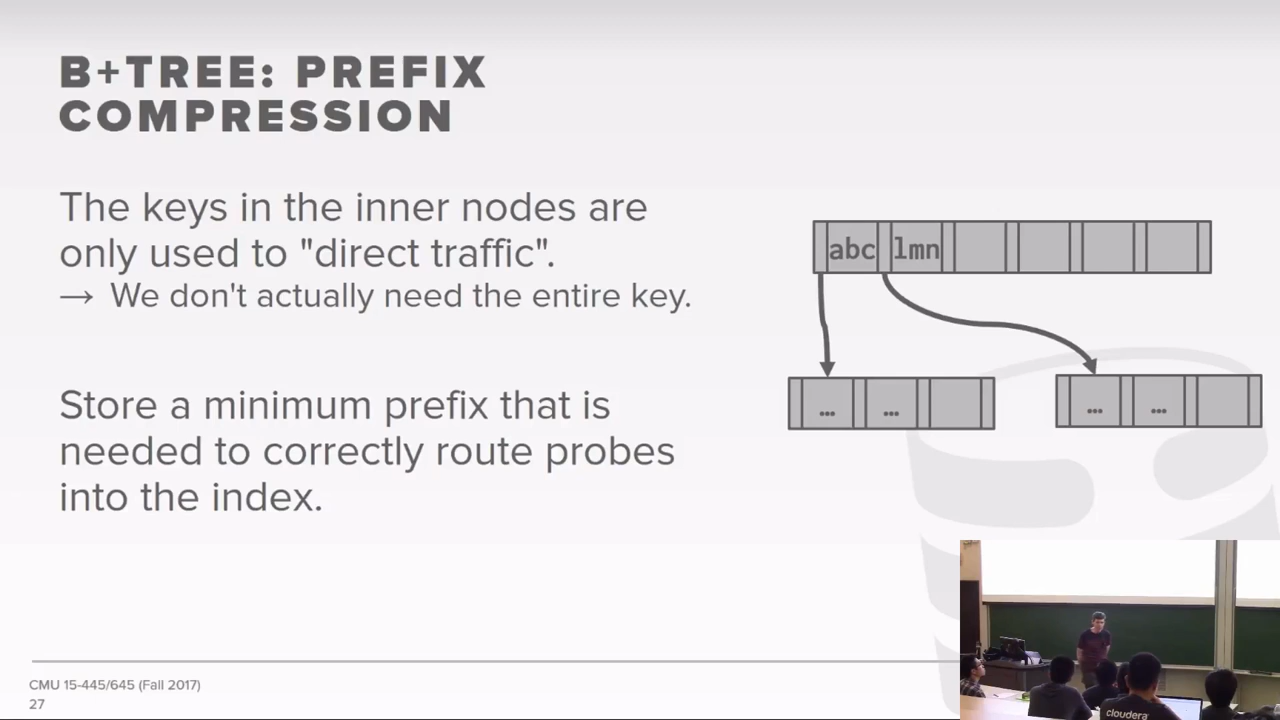 B+TREE: PREFIX
COMPRESSION
The keys in the inner nodes are
only used to "direct traffic".
→ We don't actually need the entire key.
Store a minimum prefix that is
needed to correctly route probes
into the index.
abc lmn
... ... ... ...
CMU 15-445/645 (Fall 2017)
27
cloudera